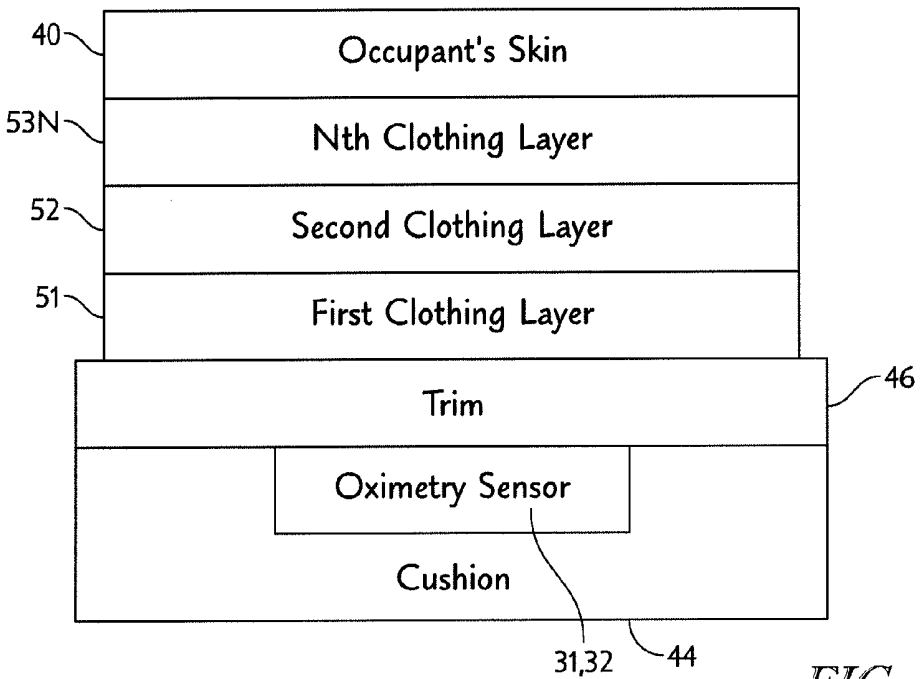 40
Occupant's Skin
53N
Nth Clothing Layer
52
Second Clothing Layer
51
First Clothing Layer
Trim
46
Oximetry Sensor
Cushion
31,32
44